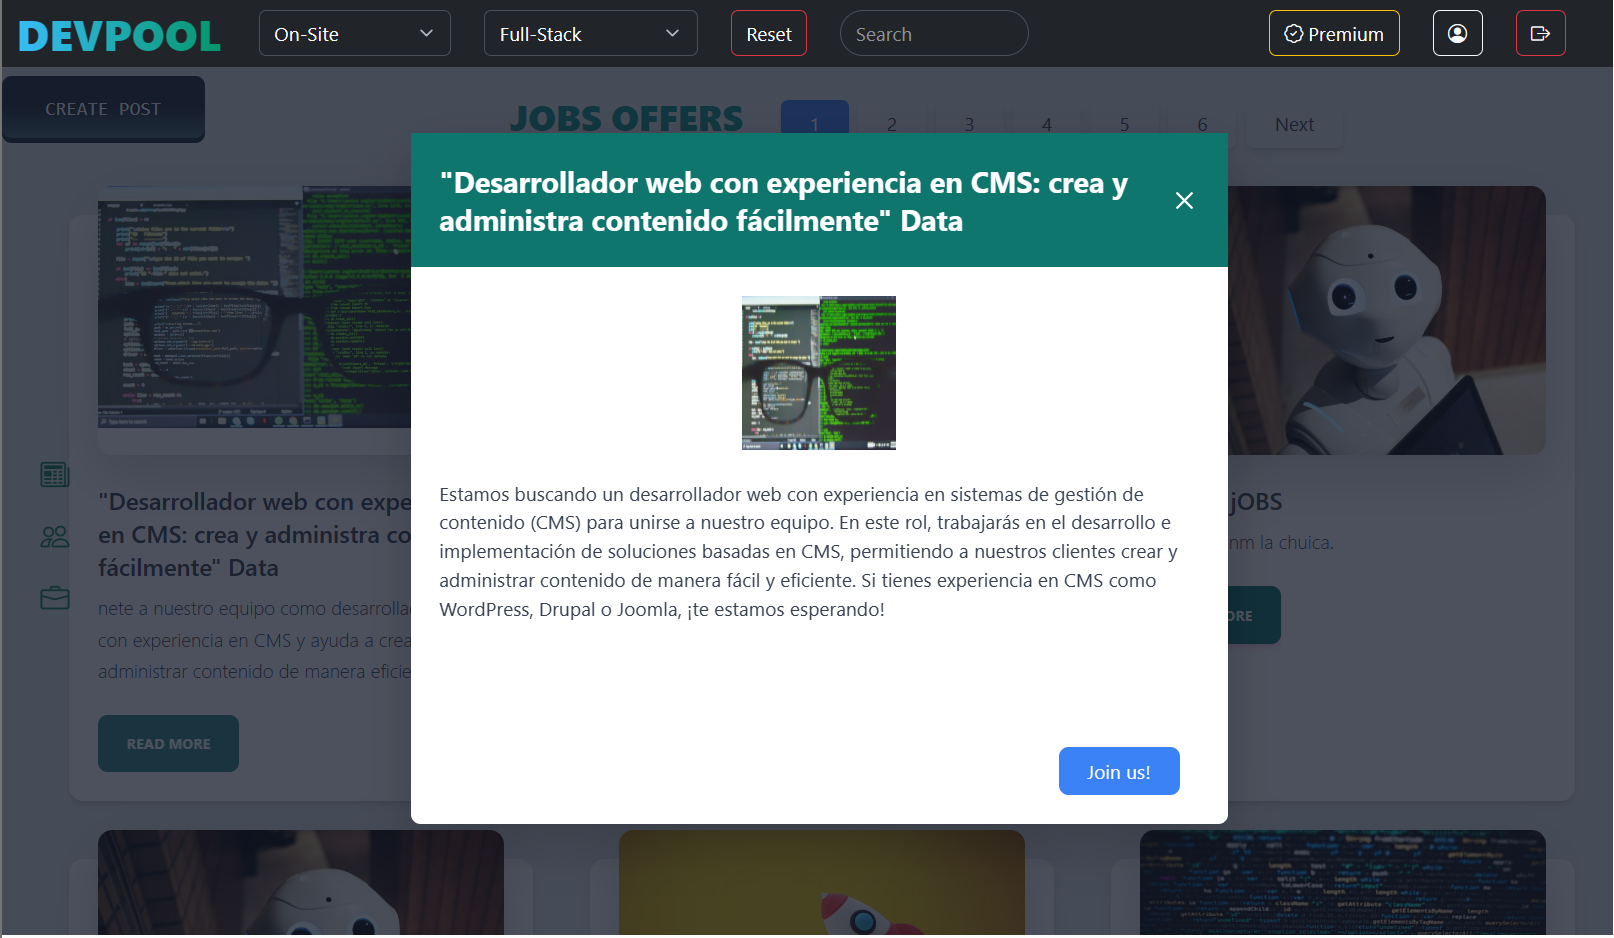 DEVPOOL
On-Site
Full-Stack
Reset
Search
Premium
CREATE POST
JOBS OFFERS
1
2
3
4
5
6
Next
"Desarrollador web con experiencia en CMS: crea y
administra contenido fácilmente" Data
Estamos buscando un desarrollador web con experiencia en sistemas de gestión de
contenido (CMS) para unirse a nuestro equipo. En este rol, trabajarás en el desarrollo e
implementación de soluciones basadas en CMS, permitiendo a nuestros clientes crear y
administrar contenido de manera fácil y eficiente. Si tienes experiencia en CMS como
WordPress, Drupal o Joomla, ¡te estamos esperando!
Join us!
"Desarrollador web con expe
en CMS: crea y administra co
fácilmente" Data
nete a nuestro equipo como desarrolla
con experiencia en CMS y ayuda a crea
administrar contenido de manera eficie
READ MORE
jOBS
nm la chuica.
ORE